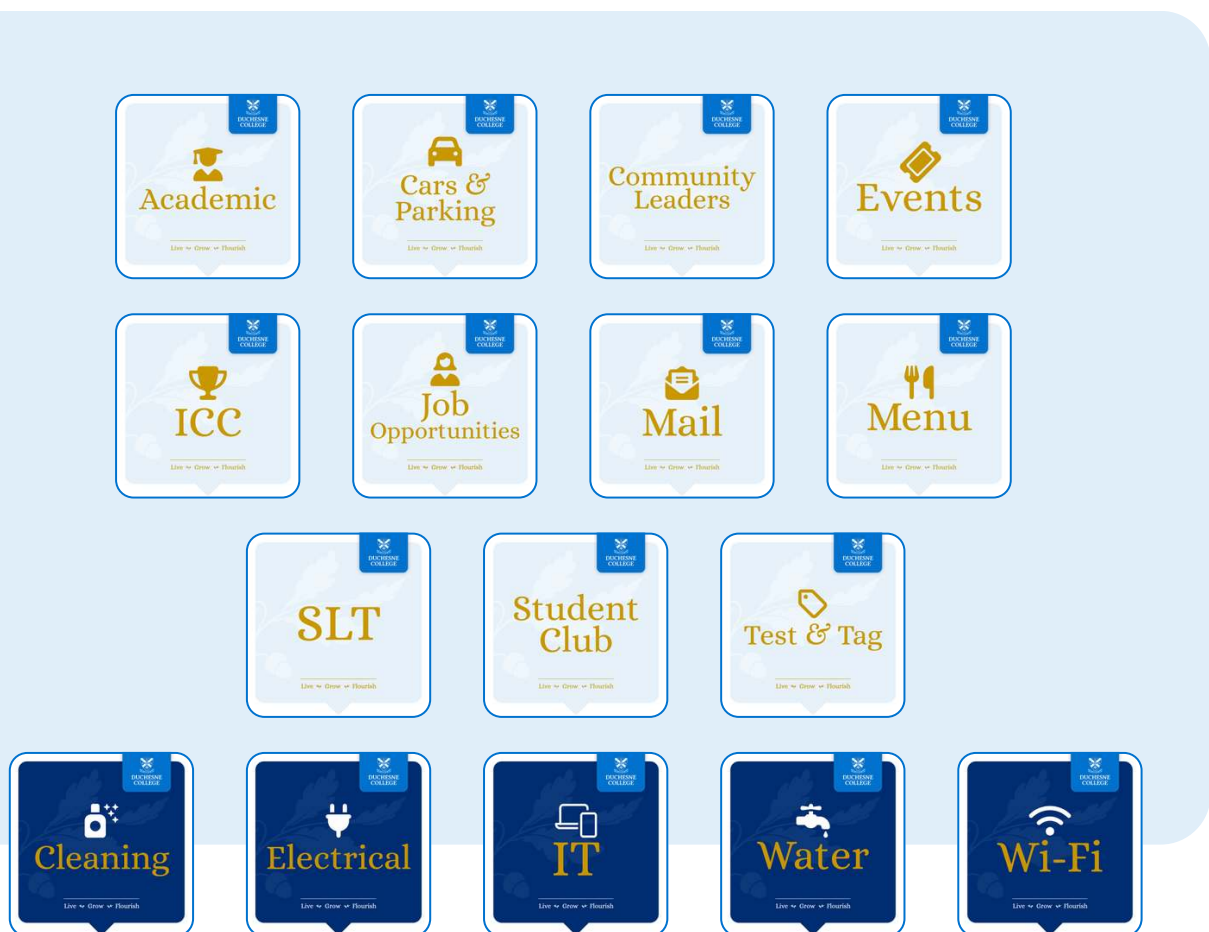 DUCHESNE
COLLEGE
Academic
Live Grow Flourish
DUCHESNE
COLLEGE
Cars &
Parking
Live Grow Flourish
DUCHESNE
COLLEGE
Community
Leaders
DUCHESNE
COLLEGE
Events
Live Grow Flourish
DUCHESNE
COLLEGE
ICC
Live Grow Flourish
DUCHESNE
COLLEGE
Job
Opportunities
Live Grow Flourish
DUCHESNE
COLLEGE
Mail
Live Grow Flourish
DUCHESNE
COLLEGE
Menu
Live Grow Flourish
DUCHESNE
COLLEGE
SLT
Live Grow Flourish
DUCHESNE
COLLEGE
Student
Club
Live Grow Flourish
DUCHESNE
COLLEGE
Test & Tag
Live Grow Flourish
DUCHESNE
COLLEGE
Cleaning
Live Grow Flourish
DUCHESNE
COLLEGE
Electrical
Live Grow Flourish
DUCHESNE
COLLEGE
IT
Live Grow Flourish
DUCHESNE
COLLEGE
Water
Live Grow Flourish
DUCHESNE
COLLEGE
Wi-Fi
Live Grow Flourish